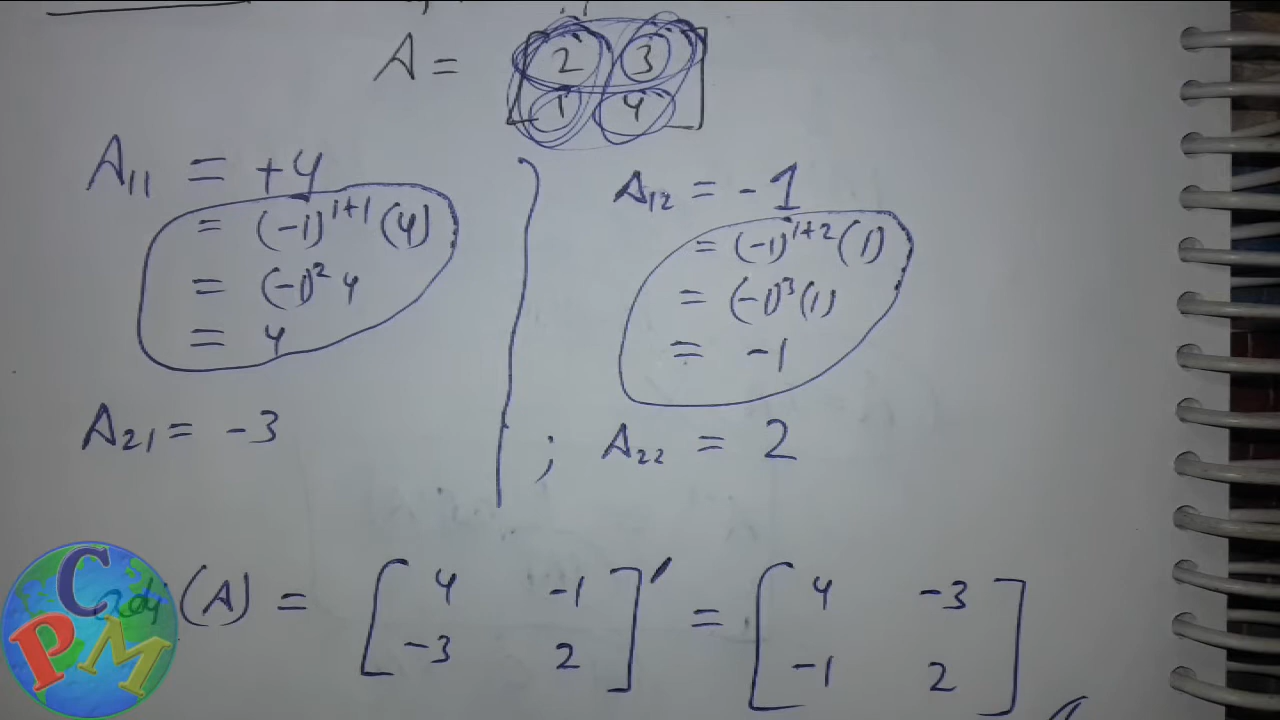 A = [ 2 3
1 4 ]
A₁₁ = +4
= (-1)¹⁺¹ (4)
= (-1)² 4
= 4
A₂₁ = -3
A₁₂ = -1
= (-1)¹⁺² (1)
= (-1)³ (1)
= -1
; A₂₂ = 2
adj (A) = [ 4 -1 ]′ = [ 4 -3 ]
[ -3 2 ] [ -1 2 ]
CPM